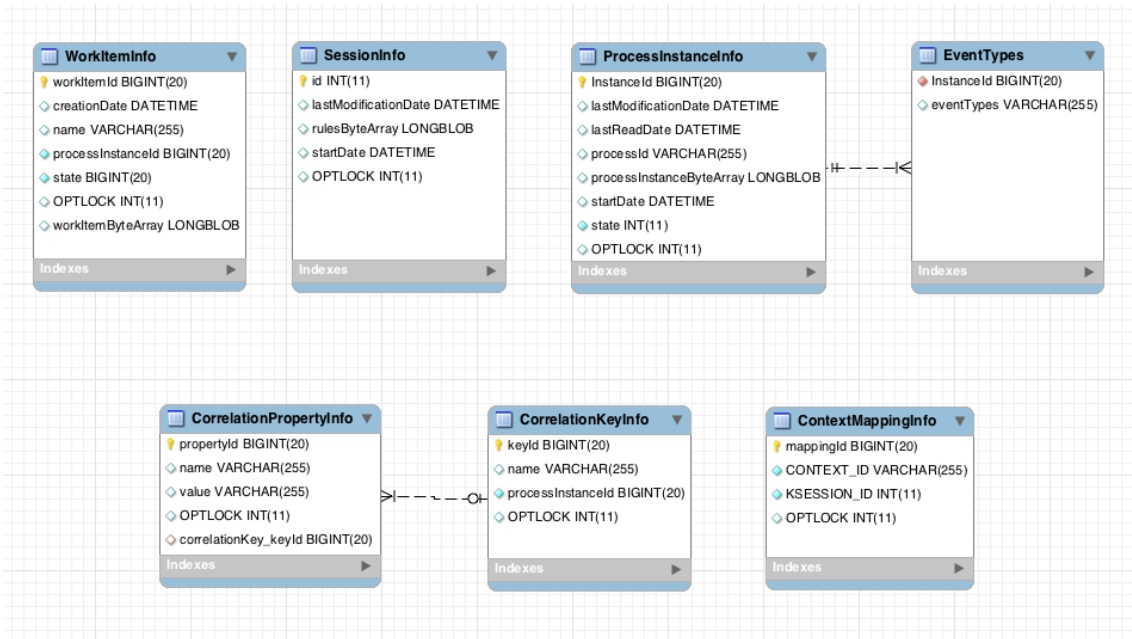 WorkItemInfo
workItemId BIGINT(20)
creationDate DATETIME
name VARCHAR(255)
processInstanceId BIGINT(20)
state BIGINT(20)
OPTLOCK INT(11)
workItemByteArray LONGBLOB
Indexes
SessionInfo
id INT(11)
lastModificationDate DATETIME
rulesByteArray LONGBLOB
startDate DATETIME
OPTLOCK INT(11)
Indexes
ProcessInstanceInfo
InstanceId BIGINT(20)
lastModificationDate DATETIME
lastReadDate DATETIME
processId VARCHAR(255)
processInstanceByteArray LONGBLOB
startDate DATETIME
state INT(11)
OPTLOCK INT(11)
Indexes
EventTypes
InstanceId BIGINT(20)
eventTypes VARCHAR(255)
Indexes
CorrelationPropertyInfo
propertyId BIGINT(20)
name VARCHAR(255)
value VARCHAR(255)
OPTLOCK INT(11)
correlationKey_keyId BIGINT(20)
Indexes
CorrelationKeyInfo
keyId BIGINT(20)
name VARCHAR(255)
processInstanceId BIGINT(20)
OPTLOCK INT(11)
Indexes
ContextMappingInfo
mappingId BIGINT(20)
CONTEXT_ID VARCHAR(255)
KSESSION_ID INT(11)
OPTLOCK INT(11)
Indexes